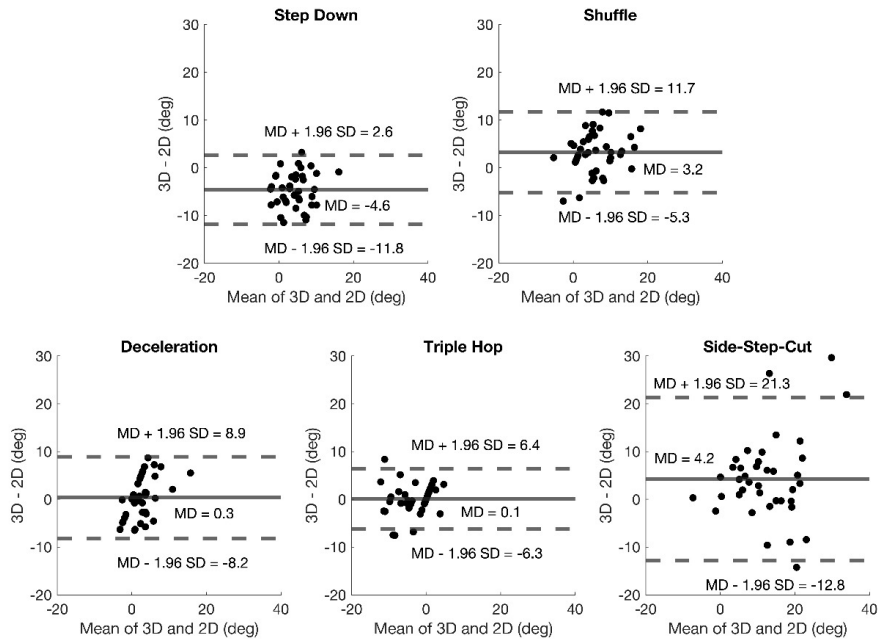 Step Down
30
20
10
0
-10
-20
3D - 2D (deg)
MD + 1.96 SD = 2.6
MD = -4.6
MD - 1.96 SD = -11.8
-20 0 20 40
Mean of 3D and 2D (deg)
Shuffle
30
20
10
0
-10
-20
3D - 2D (deg)
MD + 1.96 SD = 11.7
MD = 3.2
MD - 1.96 SD = -5.3
-20 0 20 40
Mean of 3D and 2D (deg)
Deceleration
30
20
10
0
-10
-20
3D - 2D (deg)
MD + 1.96 SD = 8.9
MD = 0.3
MD - 1.96 SD = -8.2
-20 0 20 40
Mean of 3D and 2D (deg)
Triple Hop
30
20
10
0
-10
-20
3D - 2D (deg)
MD + 1.96 SD = 6.4
MD = 0.1
MD - 1.96 SD = -6.3
-20 0 20 40
Mean of 3D and 2D (deg)
Side-Step-Cut
30
20
10
0
-10
-20
3D - 2D (deg)
MD + 1.96 SD = 21.3
MD = 4.2
MD - 1.96 SD = -12.8
-20 0 20 40
Mean of 3D and 2D (deg)